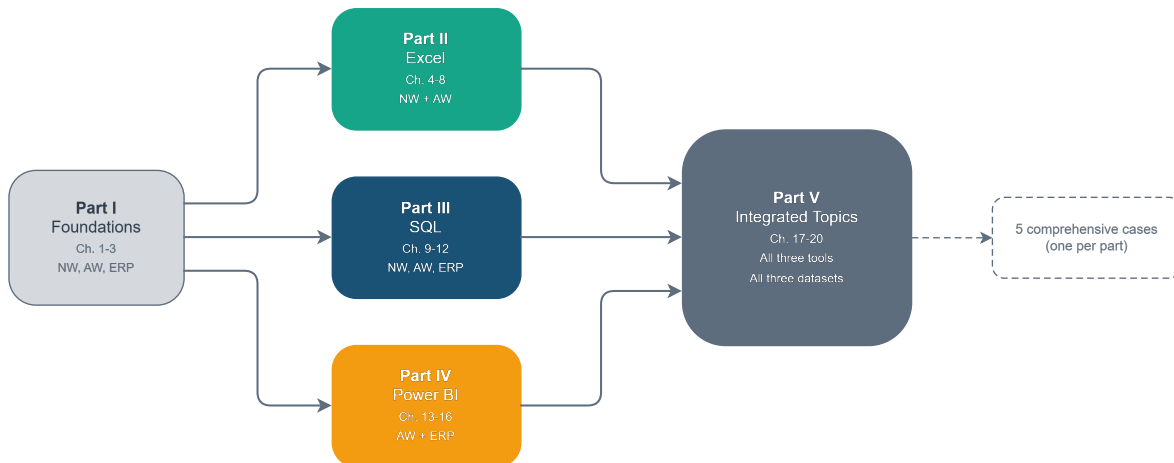 Part I
Foundations
Ch. 1-3
NW, AW, ERP
Part II
Excel
Ch. 4-8
NW + AW
Part III
SQL
Ch. 9-12
NW, AW, ERP
Part IV
Power BI
Ch. 13-16
AW + ERP
Part V
Integrated Topics
Ch. 17-20
All three tools
All three datasets
5 comprehensive cases
(one per part)